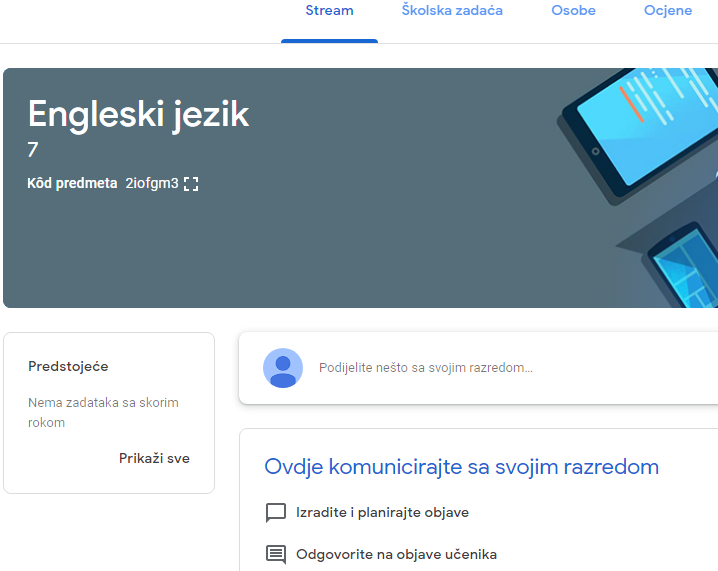 Stream Školska zadaća Osobe Ocjene
Engleski jezik
7
Kôd predmeta 2iofgm3
Predstojeće
Nema zadataka sa skorim
rokom
Prikaži sve
Podijelite nešto sa svojim razredom...
Ovdje komunicirajte sa svojim razredom
Izradite i planirajte objave
Odgovorite na objave učenika